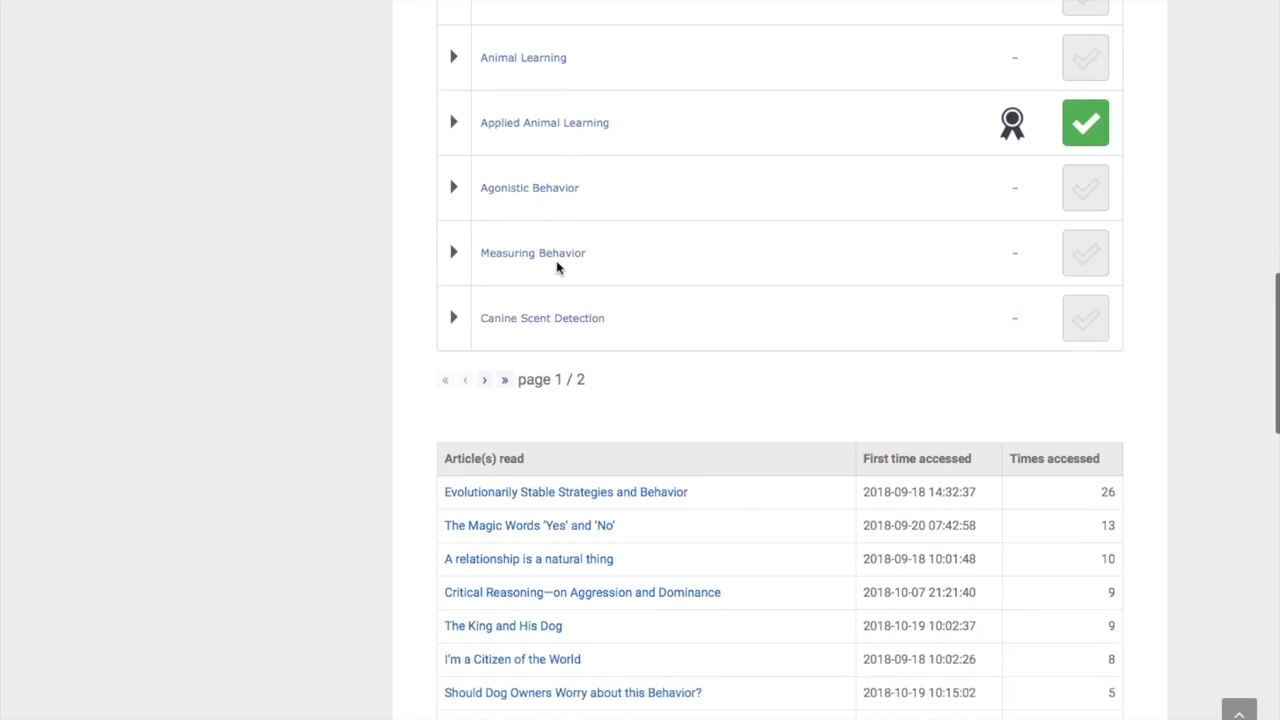 Animal Learning -
Applied Animal Learning
Agonistic Behavior -
Measuring Behavior -
Canine Scent Detection -
« ‹ › » page 1 / 2
Article(s) read First time accessed Times accessed
Evolutionarily Stable Strategies and Behavior 2018-09-18 14:32:37 26
The Magic Words ‘Yes’ and ‘No’ 2018-09-20 07:42:58 13
A relationship is a natural thing 2018-09-18 10:01:48 10
Critical Reasoning—on Aggression and Dominance 2018-10-07 21:21:40 9
The King and His Dog 2018-10-19 10:02:37 9
I’m a Citizen of the World 2018-09-18 10:02:26 8
Should Dog Owners Worry about this Behavior? 2018-10-19 10:15:02 5